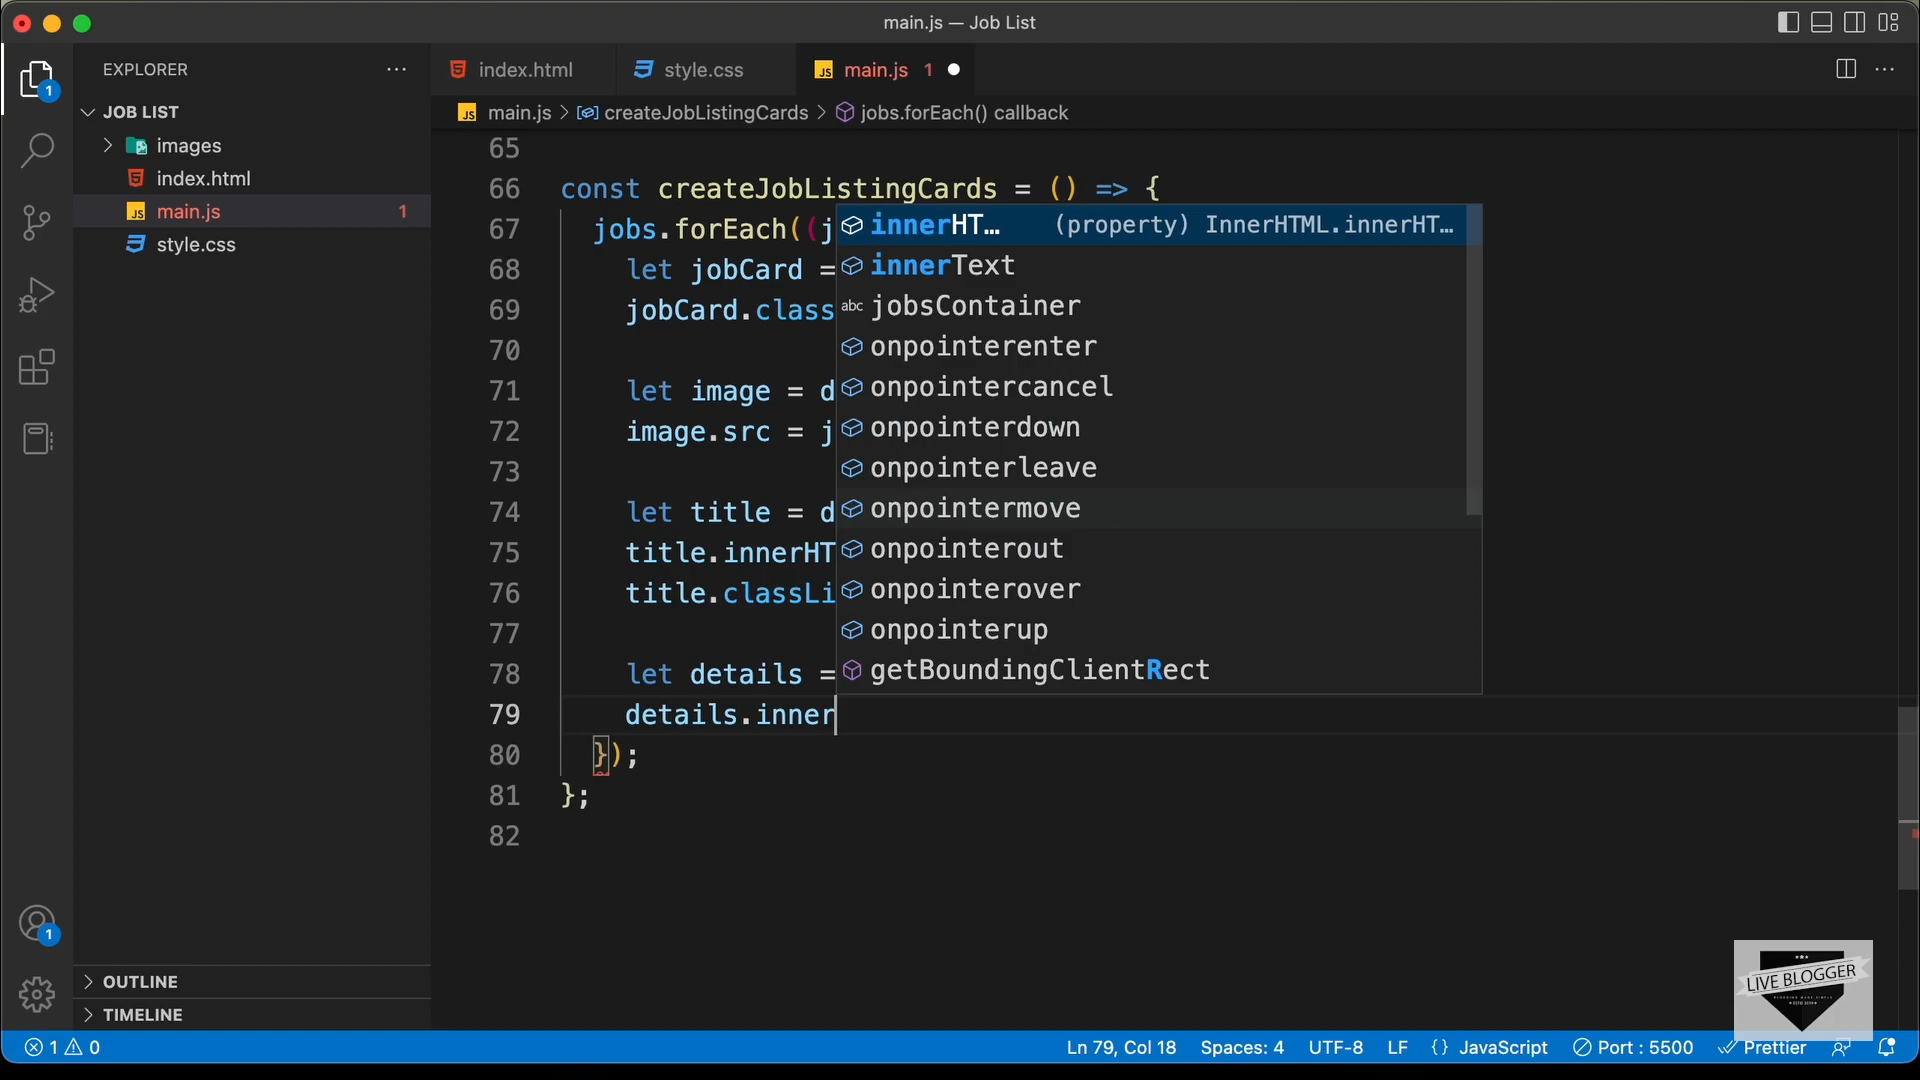 main.js — Job List
EXPLORER
JOB LIST
images
index.html
main.js 1
style.css
OUTLINE
TIMELINE
1
1
index.html
style.css
main.js 1
main.js > createJobListingCards > jobs.forEach() callback
65
66 const createJobListingCards = () => {
67 jobs.forEach((j
68 let jobCard =
69 jobCard.class
70
71 let image = d
72 image.src = j
73
74 let title = d
75 title.innerHT
76 title.classLi
77
78 let details =
79 details.inner
80 });
81 };
82
innerHT… (property) InnerHTML.innerHT…
innerText
abc jobsContainer
onpointerenter
onpointercancel
onpointerdown
onpointerleave
onpointermove
onpointerout
onpointerover
onpointerup
getBoundingClientRect
LIVE BLOGGER
1 0
Ln 79, Col 18 Spaces: 4 UTF-8 LF {} JavaScript Port : 5500 Prettier